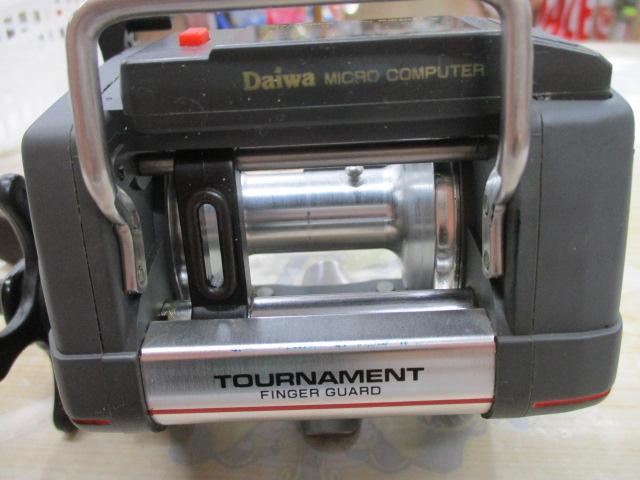 Daiwa MICRO COMPUTER
TOURNAMENT
FINGER GUARD